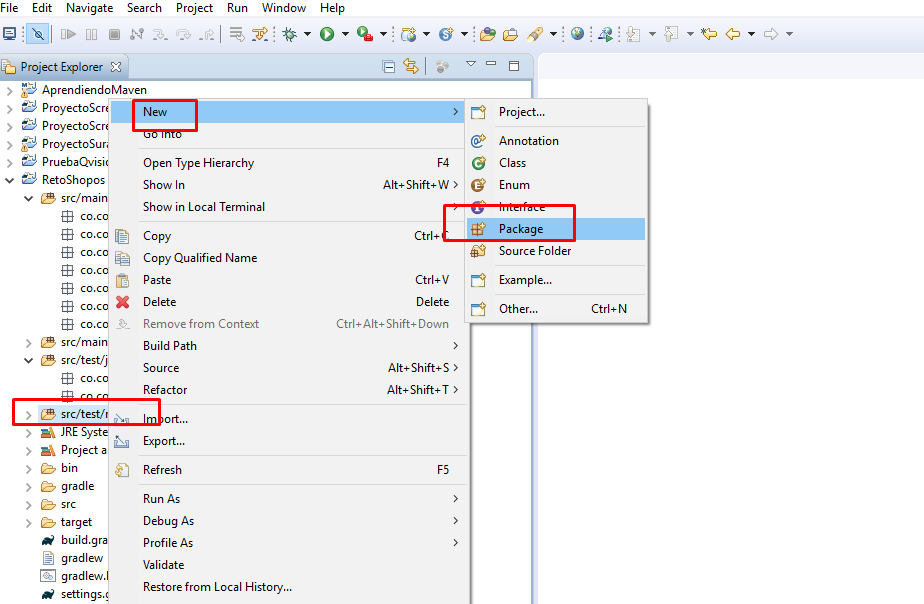 File Edit Navigate Search Project Run Window Help
Project Explorer
AprendiendoMaven
ProyectoScre
ProyectoScre
ProyectoSura
PruebaQvisio
RetoShopos
src/main
co.co
co.co
co.co
co.co
co.co
co.co
co.co
src/main
src/test/j
co.co
co.co
src/test/r
JRE Syste
Project a
bin
gradle
src
target
build.gra
gradlew
gradlew.l
settings.g
New
Go Into
Open Type Hierarchy F4
Show In Alt+Shift+W
Show in Local Terminal
Copy Ctrl+C
Copy Qualified Name
Paste Ctrl+V
Delete Delete
Remove from Context Ctrl+Alt+Shift+Down
Build Path
Source Alt+Shift+S
Refactor Alt+Shift+T
Import...
Export...
Refresh F5
Run As
Debug As
Profile As
Validate
Restore from Local History...
Project...
Annotation
Class
Enum
Interface
Package
Source Folder
Example...
Other... Ctrl+N